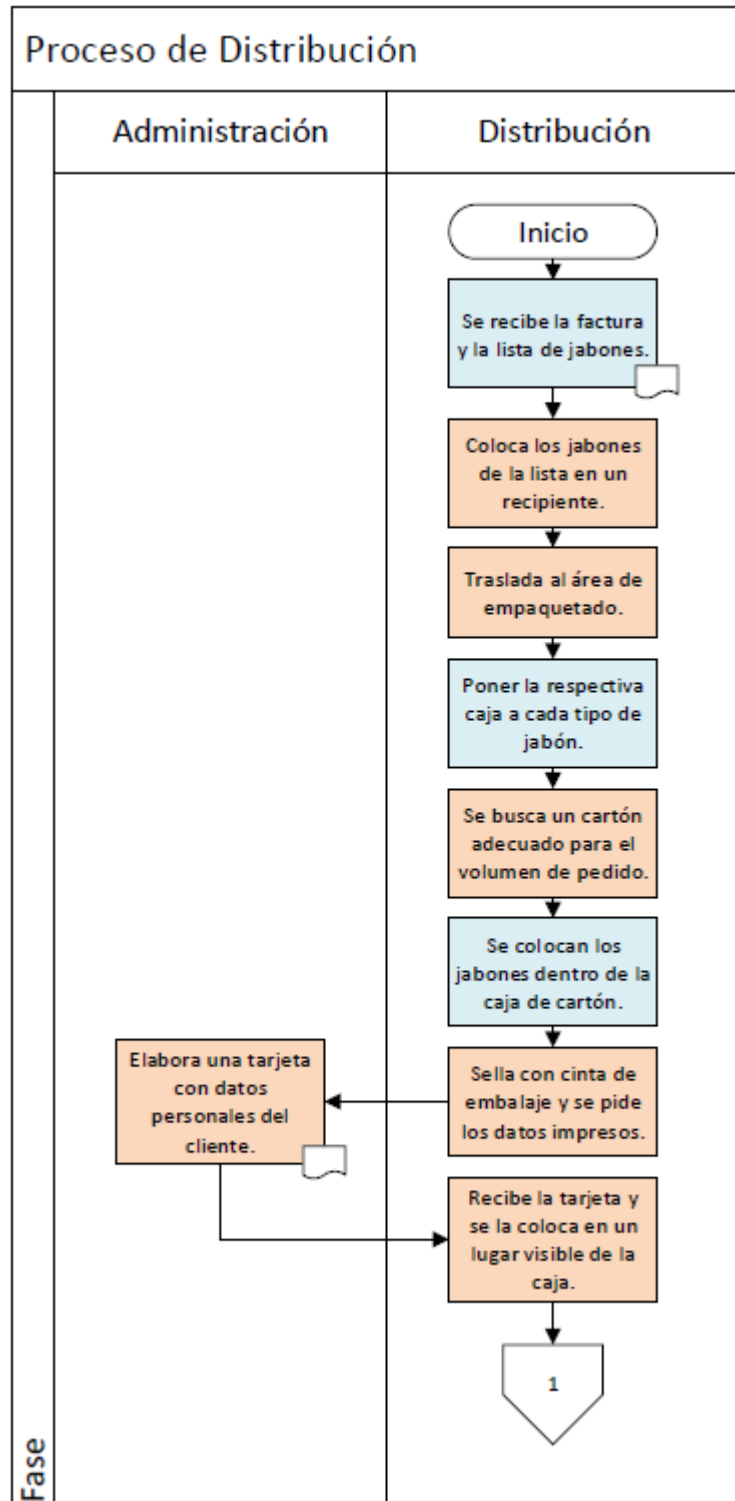 Proceso de Distribución
Administración
Distribución
Inicio
Se recibe la factura
y la lista de jabones.
Coloca los jabones
de la lista en un
recipiente.
Traslada al área de
empaquetado.
Poner la respectiva
caja a cada tipo de
jabón.
Se busca un cartón
adecuado para el
volumen de pedido.
Se colocan los
jabones dentro de la
caja de cartón.
Sella con cinta de
embalaje y se pide
los datos impresos.
Elabora una tarjeta
con datos
personales del
cliente.
Recibe la tarjeta y
se la coloca en un
lugar visible de la
caja.
1
Fase